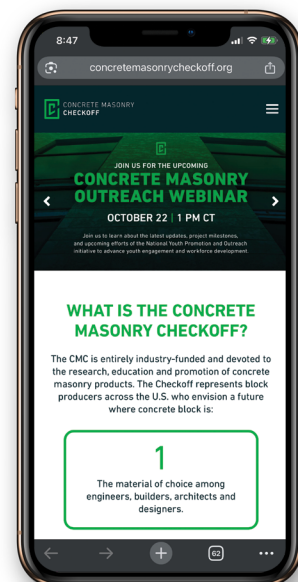 8:47
concretemasonrycheckoff.org
CONCRETE MASONRY
CHECKOFF
JOIN US FOR THE UPCOMING
CONCRETE MASONRY
OUTREACH WEBINAR
OCTOBER 22 | 1 PM CT
Join us to learn about the latest updates, project milestones,
and upcoming efforts of the National Youth Promotion and Outreach
initiative to advance youth engagement and workforce development.
WHAT IS THE CONCRETE
MASONRY CHECKOFF?
The CMC is entirely industry-funded and devoted to
the research, education and promotion of concrete
masonry products. The Checkoff represents block
producers across the U.S. who envision a future
where concrete block is:
1
The material of choice among
engineers, builders, architects and
designers.
62